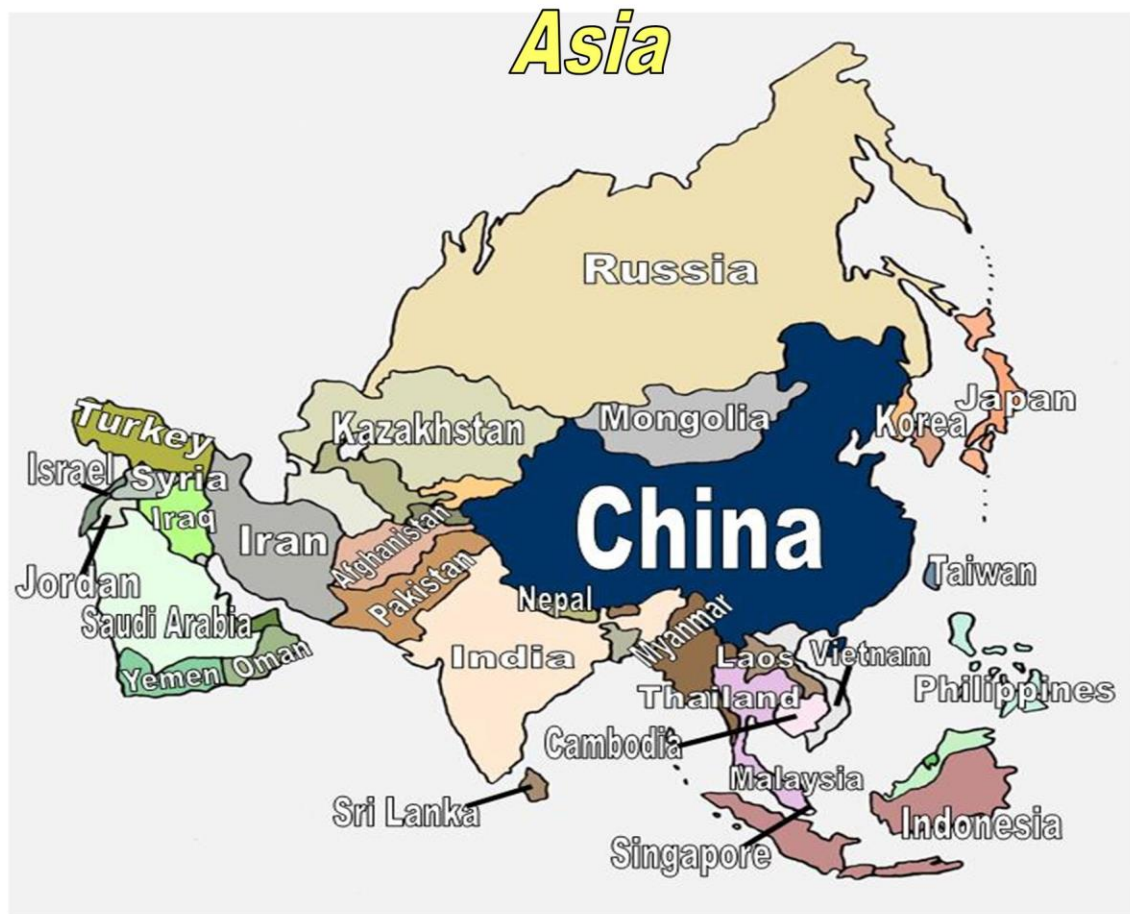 Asia
Russia
Kazakhstan
Mongolia
Japan
Korea
Turkey
Israel
Syria
Iraq
Iran
Afghanistan
China
Jordan
Pakistan
Taiwan
Nepal
Saudi Arabia
India
Myanmar
Oman
Yemen
Laos
Vietnam
Thailand
Philippines
Cambodia
Malaysia
Sri Lanka
Indonesia
Singapore